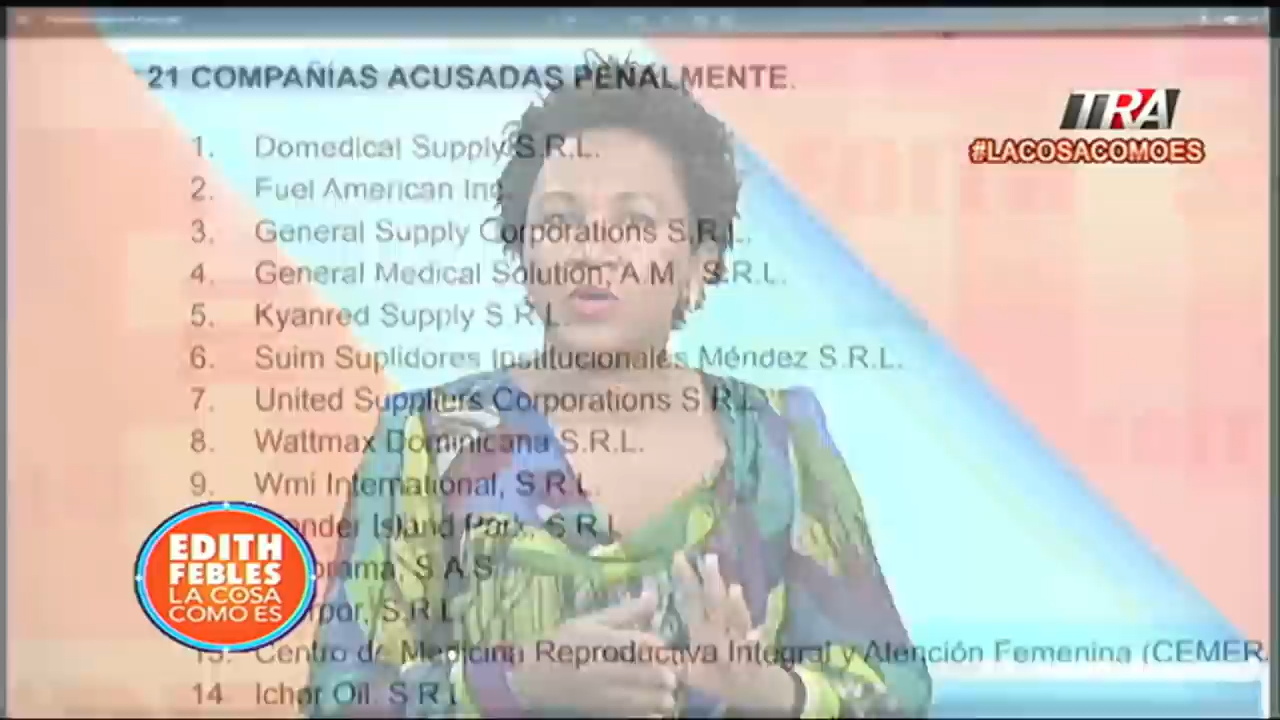 21 COMPAÑIAS ACUSADAS PENALMENTE.
TRA
#LACOSACOMOES
1. Domedical Supply S.R.L.
2. Fuel American Inc.
3. General Supply Corporations S.R.L.
4. General Medical Solution, A.M., S.R.L.
5. Kyanred Supply S.R.L.
6. Suim Suplidores Institucionales Méndez S.R.L.
7. United Suppliers Corporations S.R.L.
8. Wattmax Dominicana S.R.L.
9. Wmi International, S.R.L.
Island Park, S.R.L
S.A.S
S.R.L.
13. Centro de Medicina Reproductiva Integral y Atención Femenina (CEMER
14. Ichor Oil, S.R.L
EDITH
FEBLES
LA COSA
COMO ES